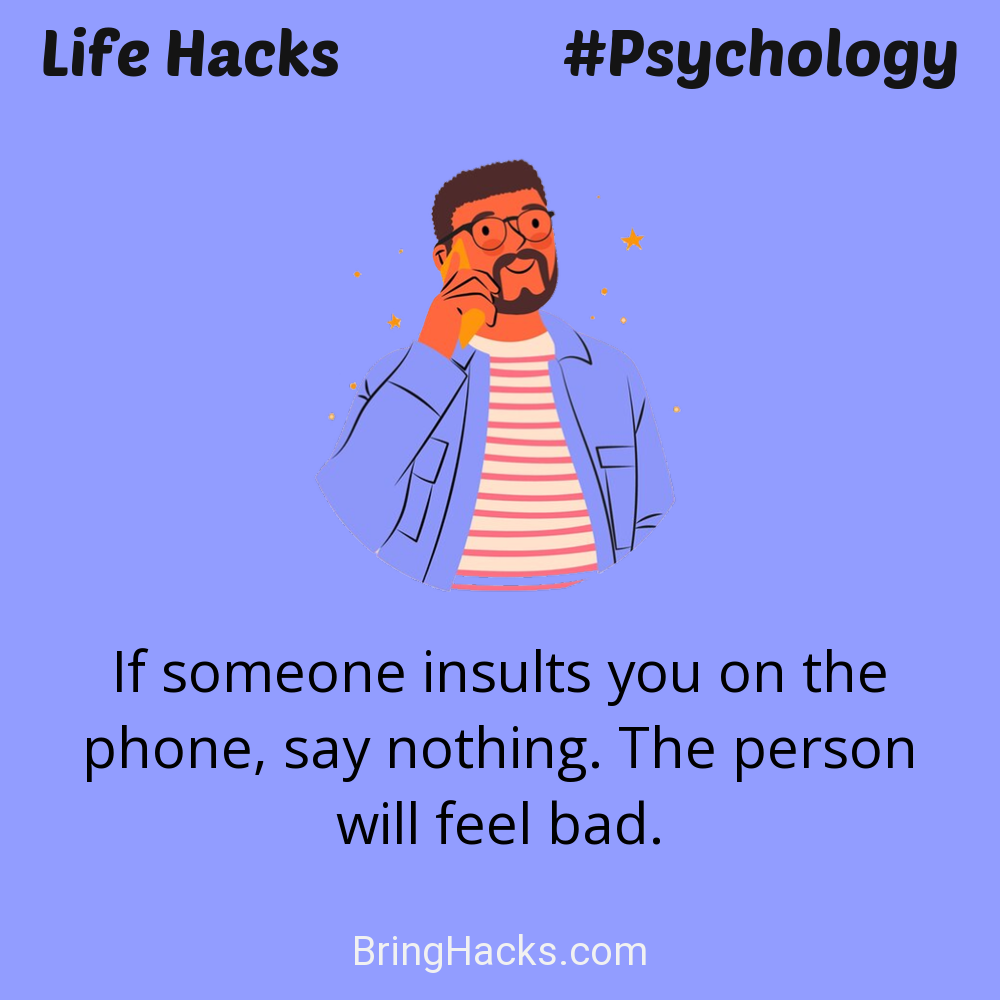 Life Hacks
#Psychology
If someone insults you on the
phone, say nothing. The person
will feel bad.
BringHacks.com